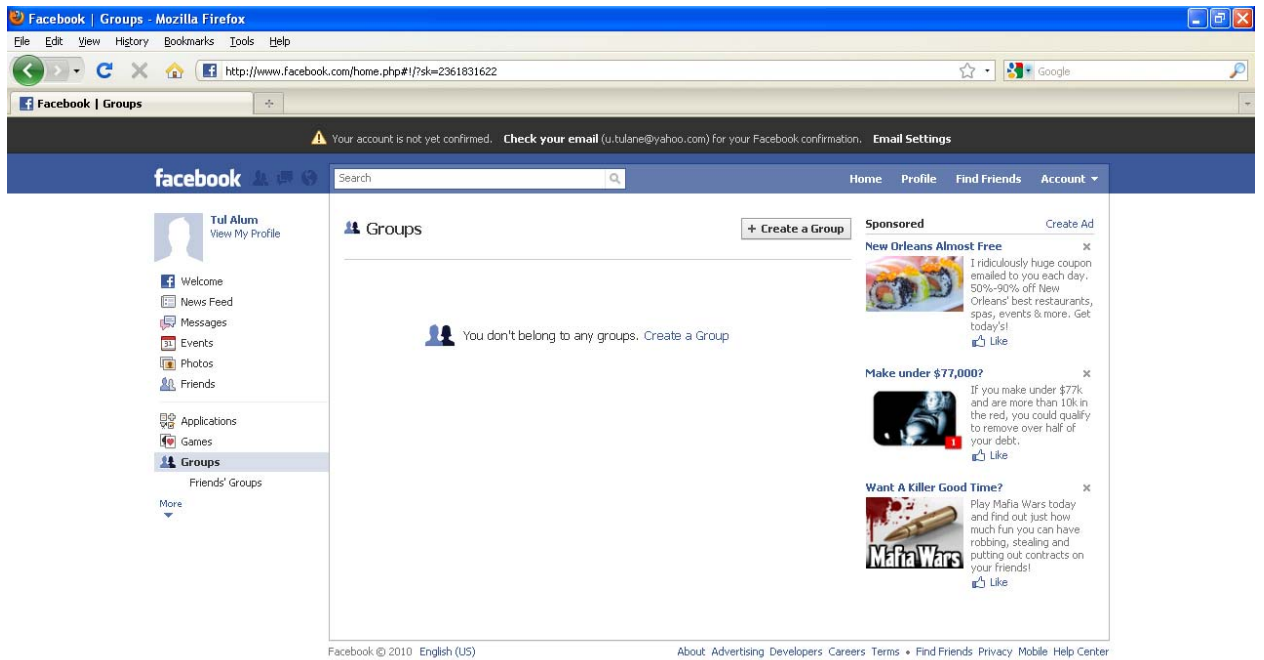 Facebook | Groups - Mozilla Firefox
File Edit View History Bookmarks Tools Help
http://www.facebook.com/home.php#!/?sk=2361831622
Google
Facebook | Groups
Your account is not yet confirmed. Check your email (u.tulane@yahoo.com) for your Facebook confirmation. Email Settings
facebook
Search
Home Profile Find Friends Account
Tul Alum
View My Profile
Welcome
News Feed
Messages
31 Events
Photos
Friends
Applications
Games
Groups
Friends' Groups
More
Groups
+ Create a Group
You don't belong to any groups. Create a Group
Sponsored Create Ad
New Orleans Almost Free
1 ridiculously huge coupon
emailed to you each day.
50%-90% off New
Orleans' best restaurants,
spas, events & more. Get
today's!
Like
Make under $77,000?
If you make under $77k
and are more than 10k in
the red, you could qualify
to remove over half of
your debt.
1
Like
Want A Killer Good Time?
Play Mafia Wars today
and find out just how
much fun you can have
robbing, stealing and
putting out contracts on
your friends!
Mafia Wars
Like
Facebook © 2010 English (US)
About Advertising Developers Careers Terms • Find Friends Privacy Mobile Help Center